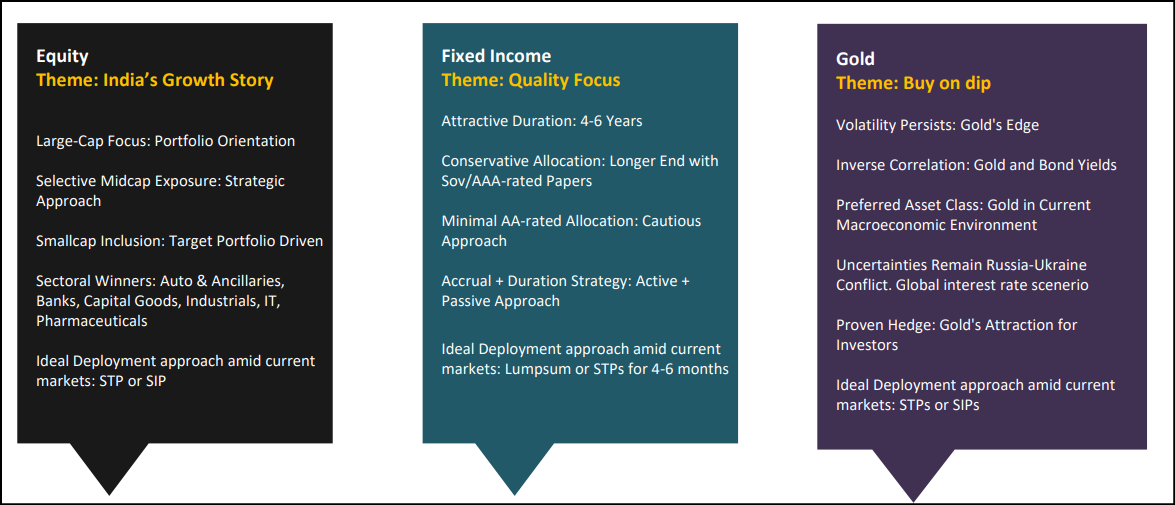 Equity
Theme: India’s Growth Story
Large-Cap Focus: Portfolio Orientation
Selective Midcap Exposure: Strategic
Approach
Smallcap Inclusion: Target Portfolio Driven
Sectoral Winners: Auto & Ancillaries,
Banks, Capital Goods, Industrials, IT,
Pharmaceuticals
Ideal Deployment approach amid current
markets: STP or SIP
Fixed Income
Theme: Quality Focus
Attractive Duration: 4-6 Years
Conservative Allocation: Longer End with
Sov/AAA-rated Papers
Minimal AA-rated Allocation: Cautious
Approach
Accrual + Duration Strategy: Active +
Passive Approach
Ideal Deployment approach amid current
markets: Lumpsum or STPs for 4-6 months
Gold
Theme: Buy on dip
Volatility Persists: Gold's Edge
Inverse Correlation: Gold and Bond Yields
Preferred Asset Class: Gold in Current
Macroeconomic Environment
Uncertainties Remain Russia-Ukraine
Conflict. Global interest rate scenerio
Proven Hedge: Gold's Attraction for
Investors
Ideal Deployment approach amid current
markets: STPs or SIPs